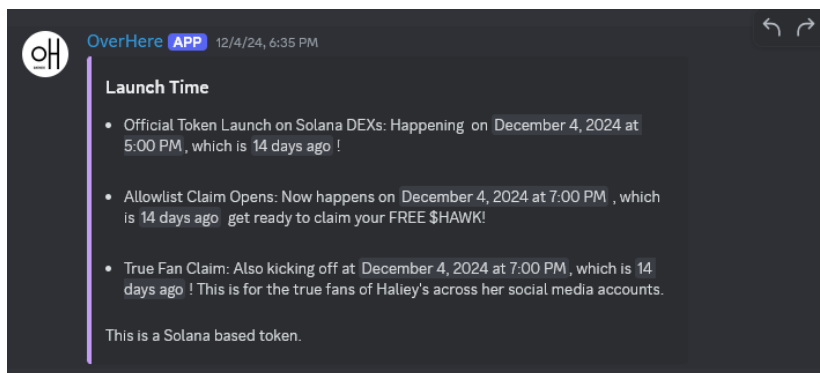 OverHere APP 12/4/24, 6:35 PM
Launch Time
• Official Token Launch on Solana DEXs: Happening on December 4, 2024 at
5:00 PM, which is 14 days ago !
• Allowlist Claim Opens: Now happens on December 4, 2024 at 7:00 PM , which
is 14 days ago get ready to claim your FREE $HAWK!
• True Fan Claim: Also kicking off at December 4, 2024 at 7:00 PM, which is 14
days ago ! This is for the true fans of Haliey's across her social media accounts.
This is a Solana based token.
oH